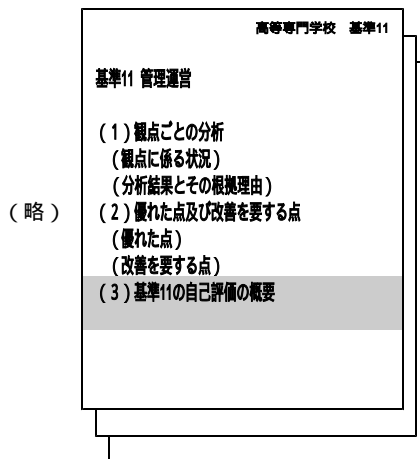 高等専門学校 基準11
基準11 管理運営
(1)観点ごとの分析
(観点に係る状況)
(分析結果とその根拠理由)
(略)
(2)優れた点及び改善を要する点
(優れた点)
(改善を要する点)
(3)基準11の自己評価の概要